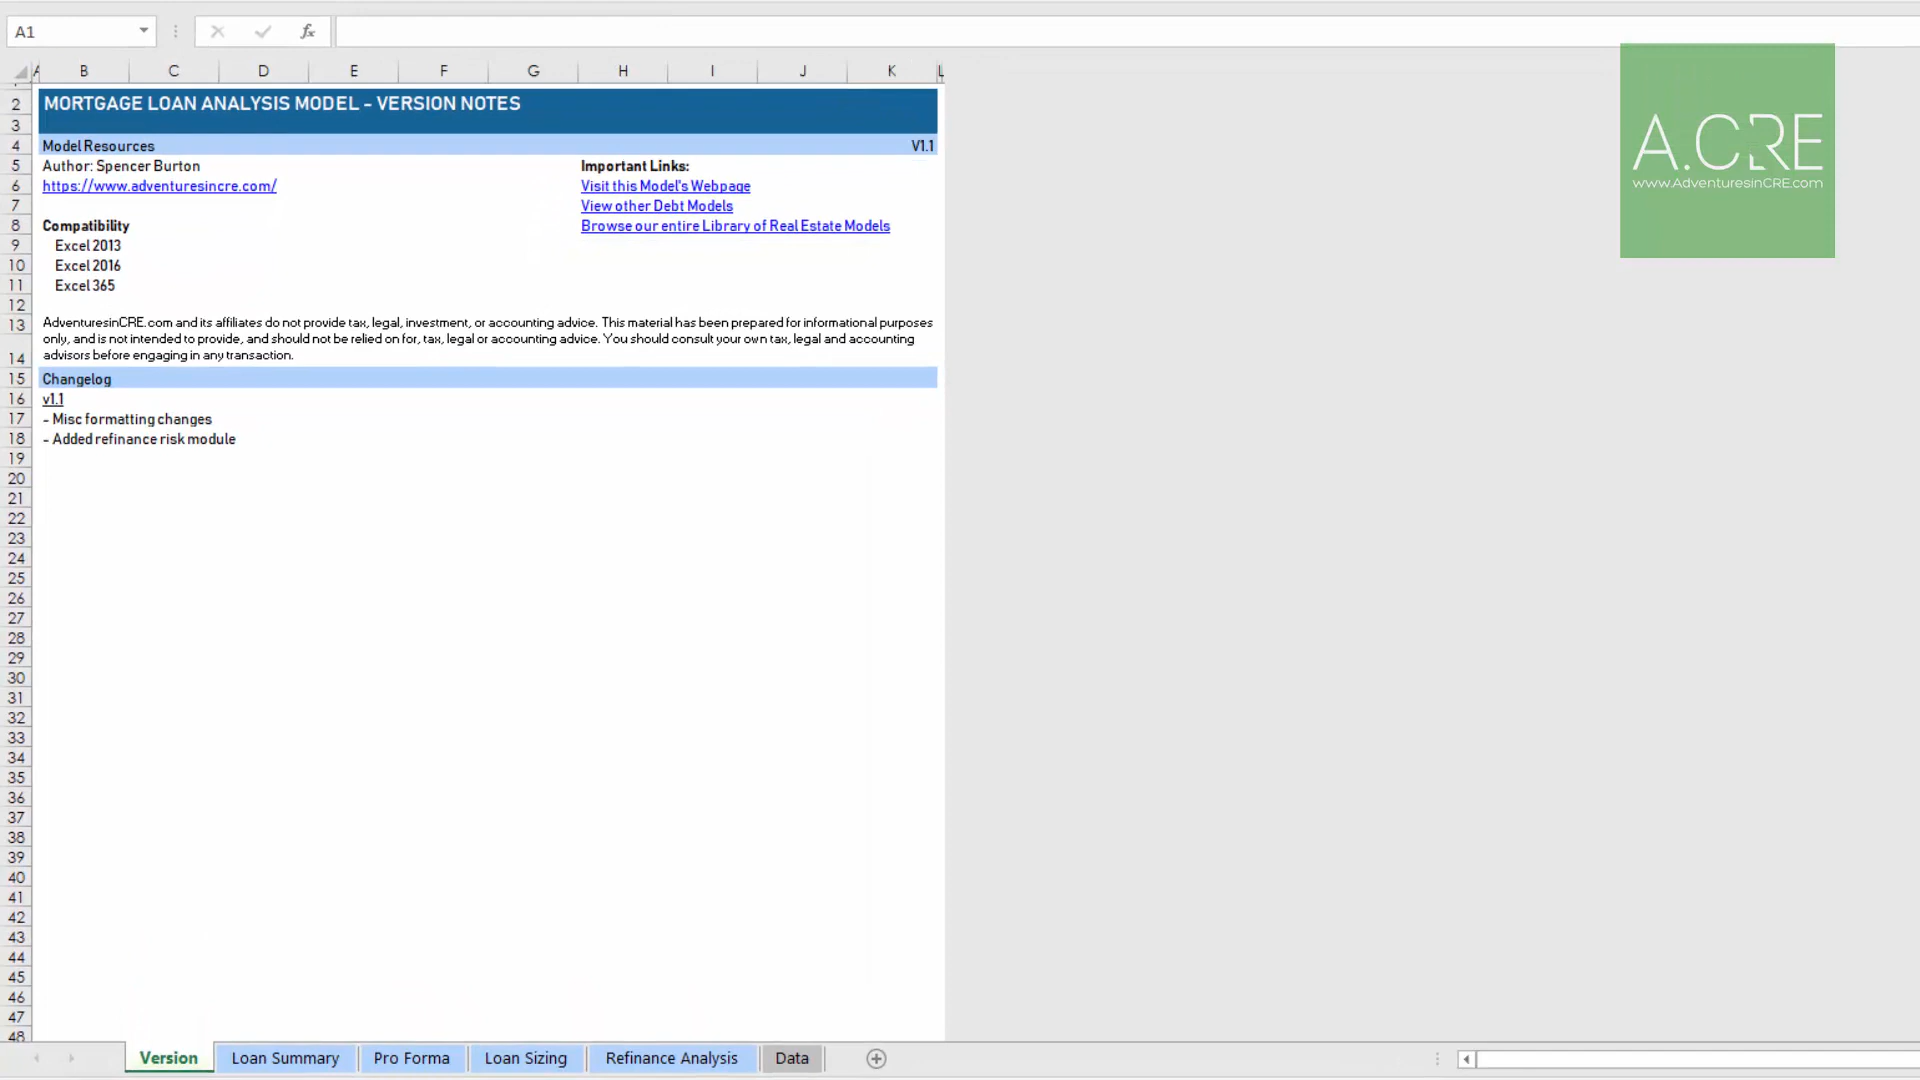 A1
fx
A B C D E F G H I J K L
2 MORTGAGE LOAN ANALYSIS MODEL - VERSION NOTES
3
4 Model Resources V1.1
5 Author: Spencer Burton Important Links:
6 https://www.adventuresincre.com/ Visit this Model's Webpage
7 View other Debt Models
8 Compatibility Browse our entire Library of Real Estate Models
9 Excel 2013
10 Excel 2016
11 Excel 365
12
13 AdventuresinCRE.com and its affiliates do not provide tax, legal, investment, or accounting advice. This material has been prepared for informational purposes
only, and is not intended to provide, and should not be relied on for, tax, legal or accounting advice. You should consult your own tax, legal and accounting
14 advisors before engaging in any transaction.
15 Changelog
16 v1.1
17 - Misc formatting changes
18 - Added refinance risk module
19
20
21
22
23
24
25
26
27
28
29
30
31
32
33
34
35
36
37
38
39
40
41
42
43
44
45
46
47
48
A.CRE
www.AdventuresinCRE.com
Version Loan Summary Pro Forma Loan Sizing Refinance Analysis Data